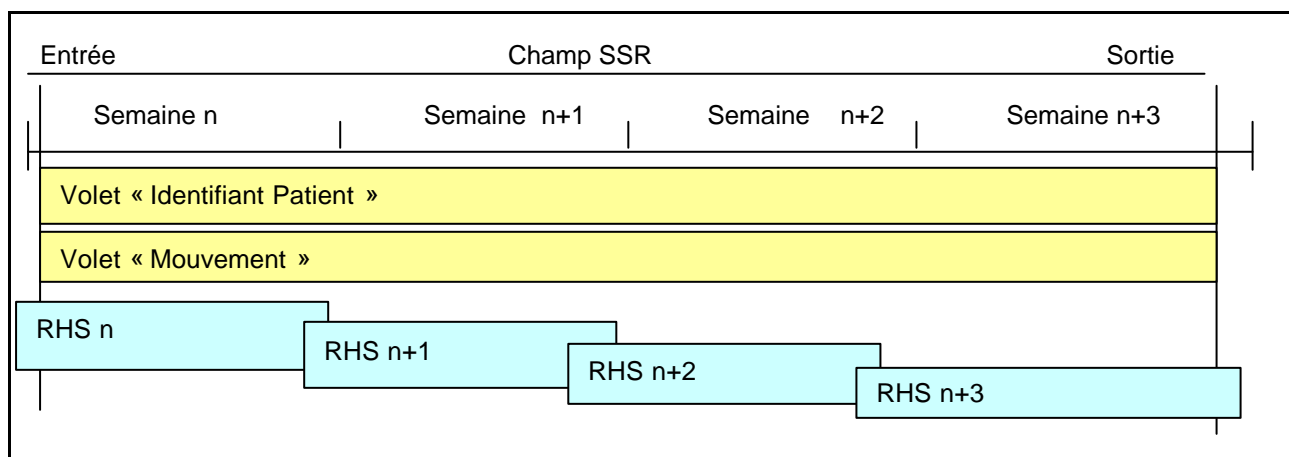 Entrée Champ SSR Sortie
Semaine n Semaine n+1 Semaine n+2 Semaine n+3
Volet « Identifiant Patient »
Volet « Mouvement »
RHS n
RHS n+1
RHS n+2
RHS n+3